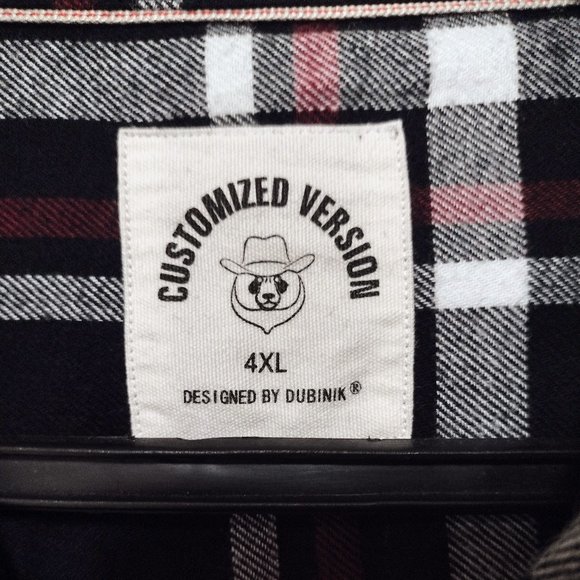 CUSTOMIZED VERSION
4XL
DESIGNED BY DUBINIK®